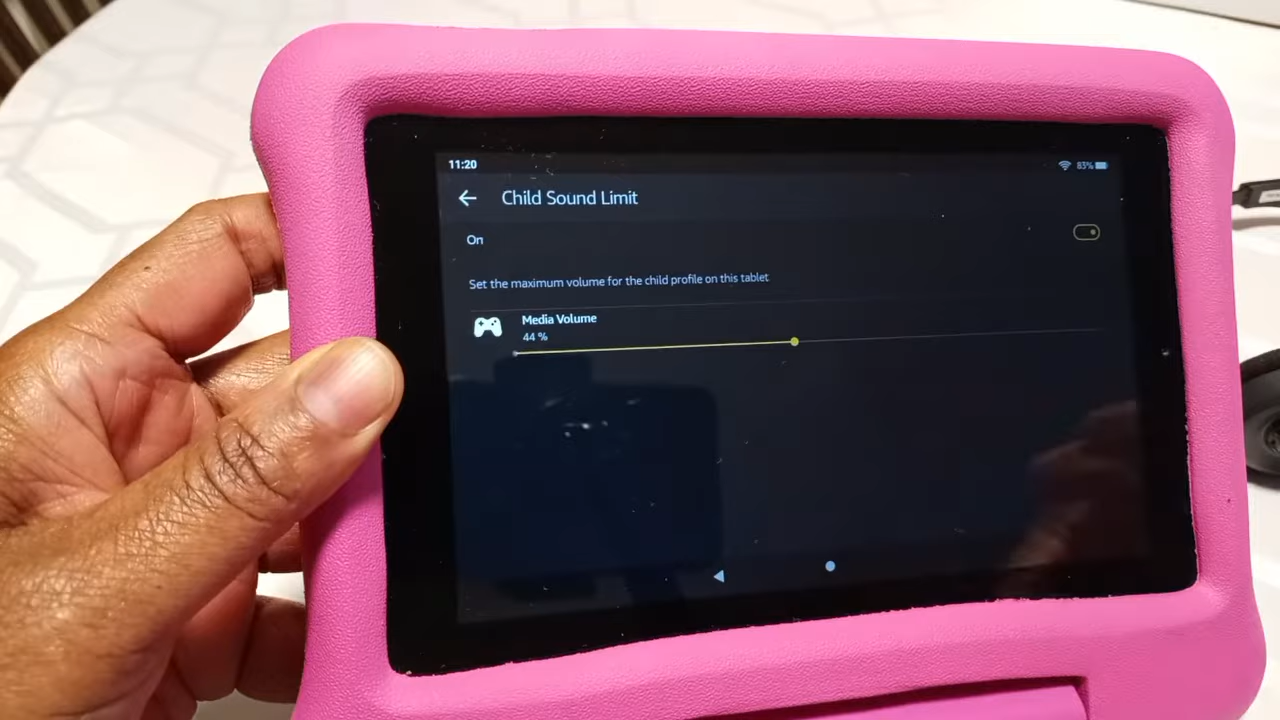 11:20
83%
Child Sound Limit
On
Set the maximum volume for the child profile on this tablet
Media Volume
44 %